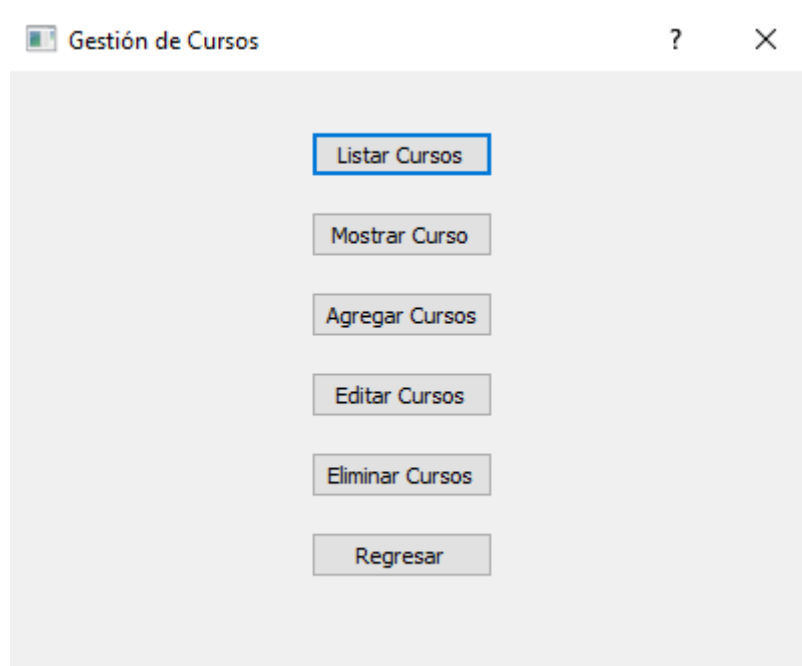 Gestión de Cursos ?
Listar Cursos
Mostrar Curso
Agregar Cursos
Editar Cursos
Eliminar Cursos
Regresar